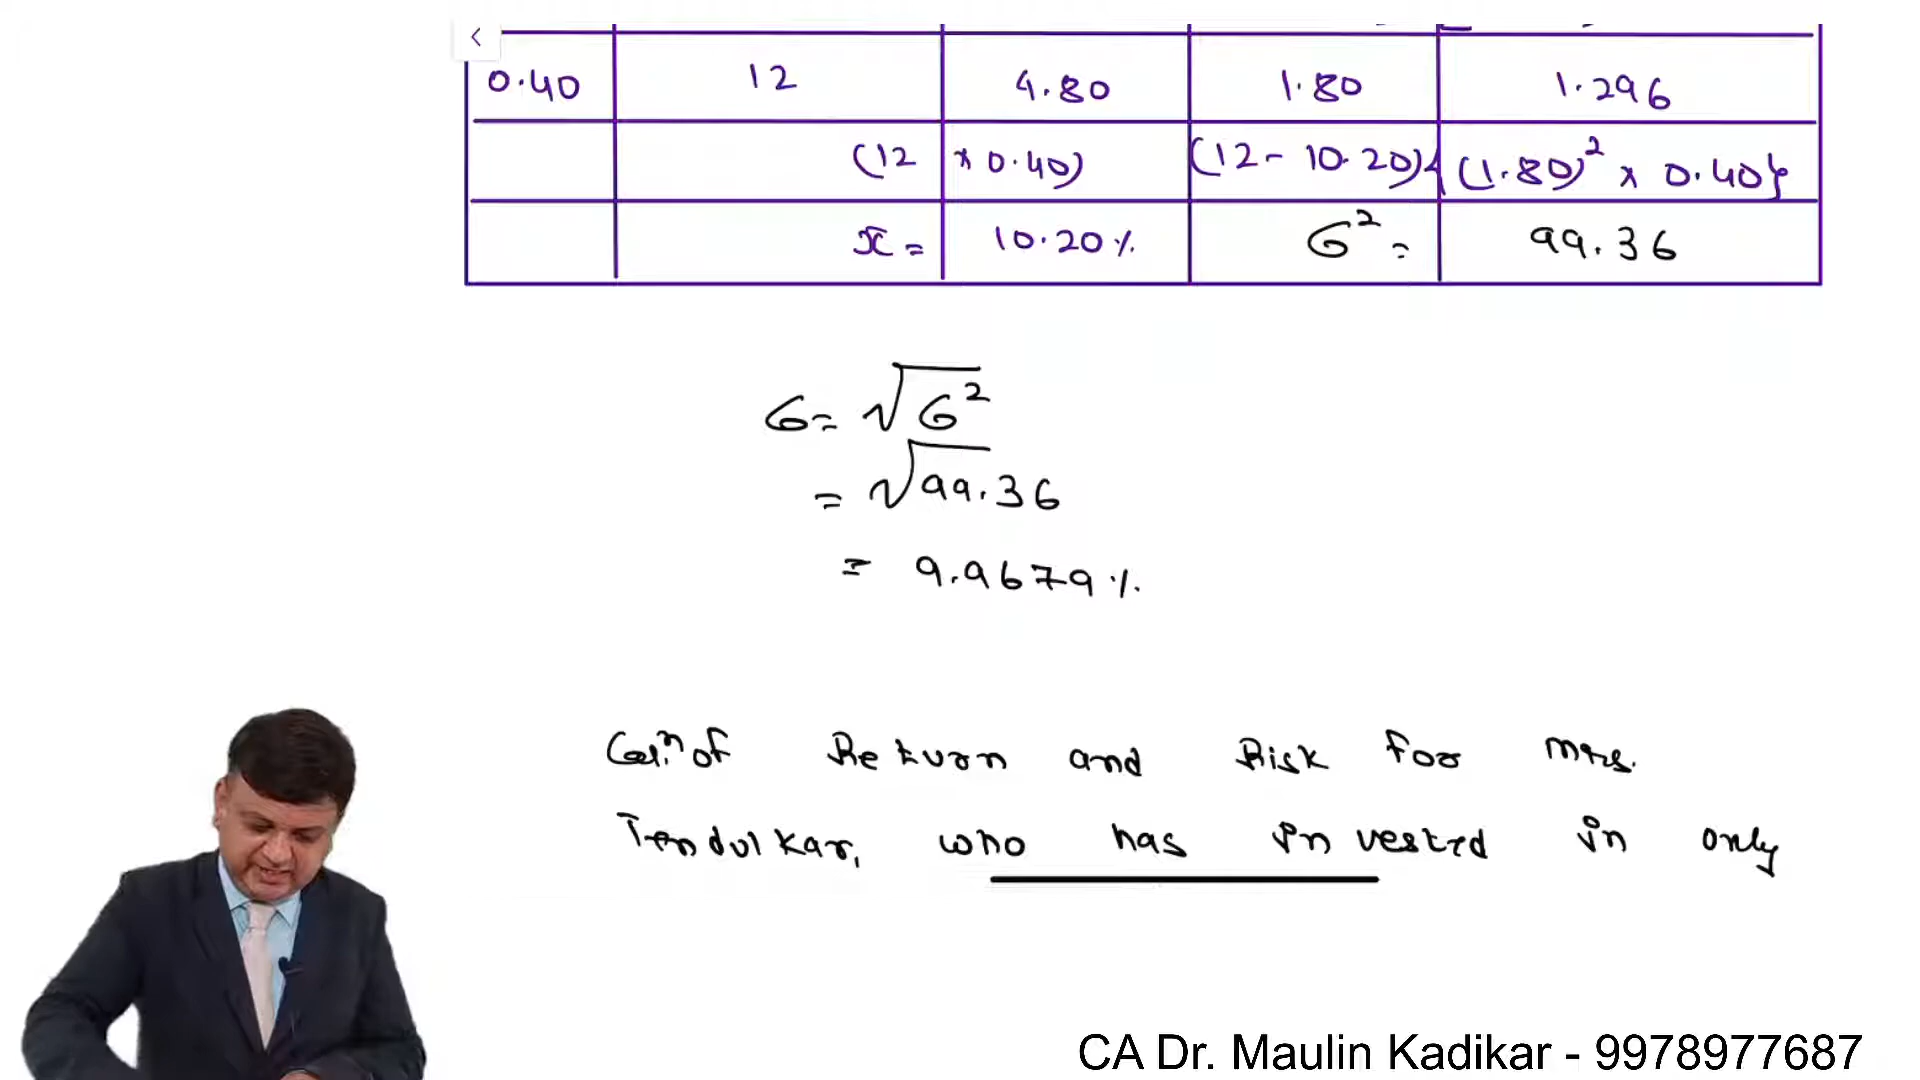 0.40 12 4.80 1.80 1.296
(12 × 0.40) (12 - 10.20) {(1.80)² × 0.40}
x̄ = 10.20% σ² = 99.36
σ = √σ²
= √99.36
= 9.9679%
Caln. of Return and Risk for Mrs.
Tendulkar, who has invested in only
CA Dr. Maulin Kadikar - 9978977687